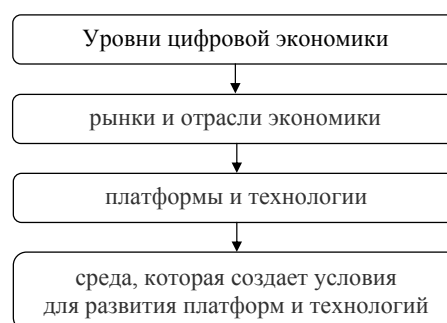 Уровни цифровой экономики
рынки и отрасли экономики
платформы и технологии
среда, которая создает условия
для развития платформ и технологий